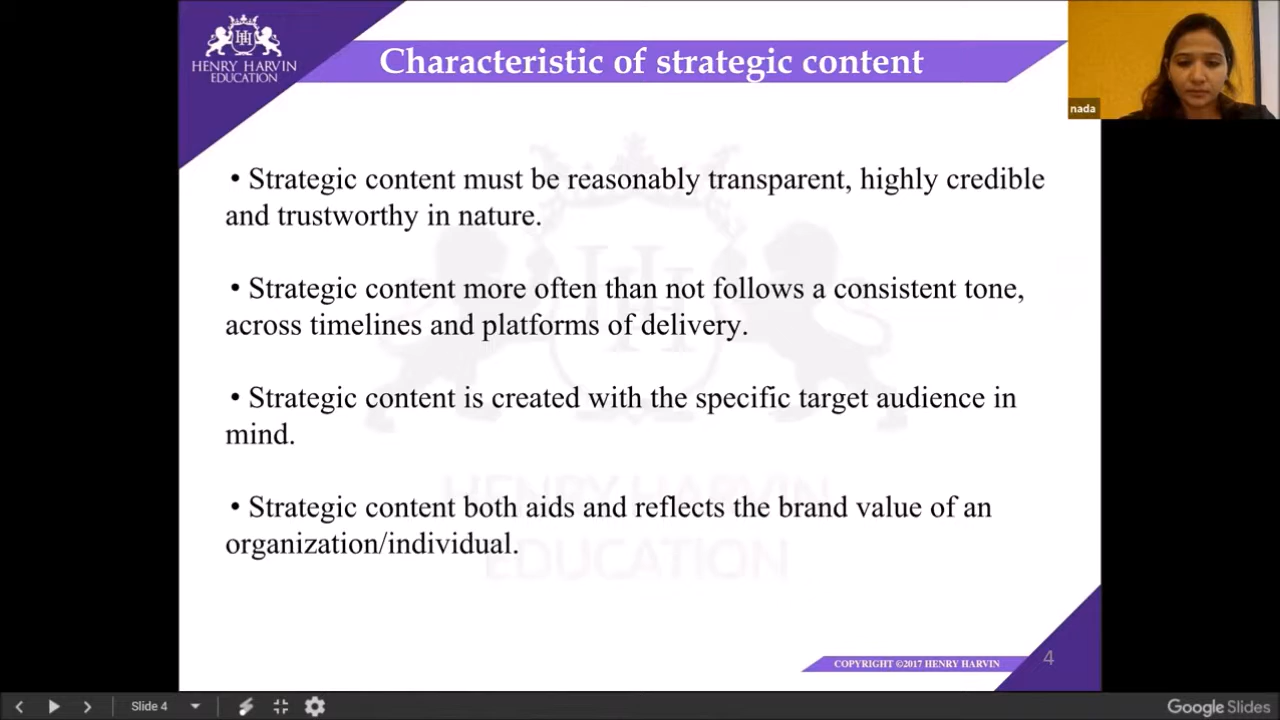 HENRY HARVIN
EDUCATION
Characteristic of strategic content
nada
• Strategic content must be reasonably transparent, highly credible
and trustworthy in nature.
• Strategic content more often than not follows a consistent tone,
across timelines and platforms of delivery.
• Strategic content is created with the specific target audience in
mind.
• Strategic content both aids and reflects the brand value of an
organization/individual.
HENRY HARVIN
EDUCATION
COPYRIGHT ©2017 HENRY HARVIN
4
Slide 4
Google Slides